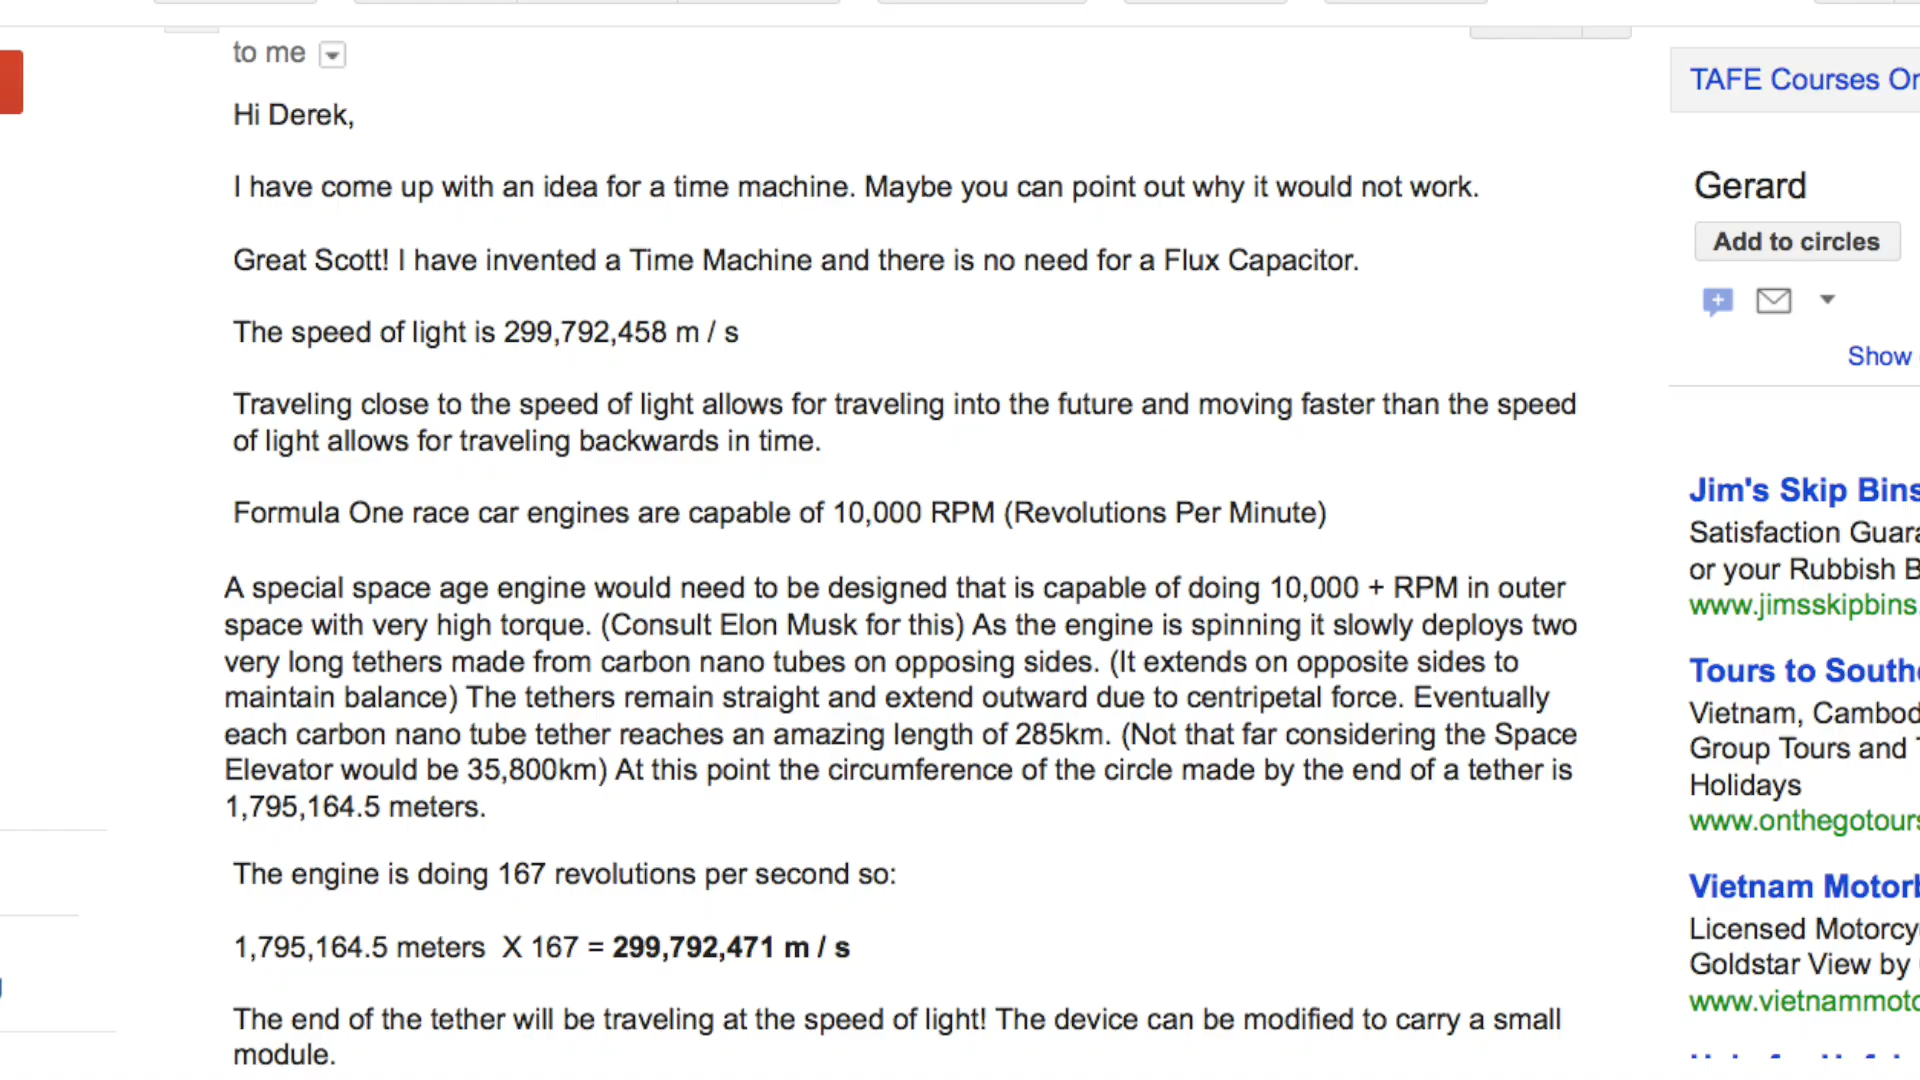 to me
Hi Derek,
I have come up with an idea for a time machine. Maybe you can point out why it would not work.
Great Scott! I have invented a Time Machine and there is no need for a Flux Capacitor.
The speed of light is 299,792,458 m / s
Traveling close to the speed of light allows for traveling into the future and moving faster than the speed
of light allows for traveling backwards in time.
Formula One race car engines are capable of 10,000 RPM (Revolutions Per Minute)
A special space age engine would need to be designed that is capable of doing 10,000 + RPM in outer
space with very high torque. (Consult Elon Musk for this) As the engine is spinning it slowly deploys two
very long tethers made from carbon nano tubes on opposing sides. (It extends on opposite sides to
maintain balance) The tethers remain straight and extend outward due to centripetal force. Eventually
each carbon nano tube tether reaches an amazing length of 285km. (Not that far considering the Space
Elevator would be 35,800km) At this point the circumference of the circle made by the end of a tether is
1,795,164.5 meters.
The engine is doing 167 revolutions per second so:
1,795,164.5 meters X 167 = 299,792,471 m / s
The end of the tether will be traveling at the speed of light! The device can be modified to carry a small
module.
TAFE Courses
Gerard
Add to circles
Show
Jim's Skip Bins
Satisfaction
or your Rubbish
www.jimsskipbins.
Tours to
Vietnam,
Group Tours and
Holidays
www.onthegotours
Vietnam
Licensed
Goldstar View by